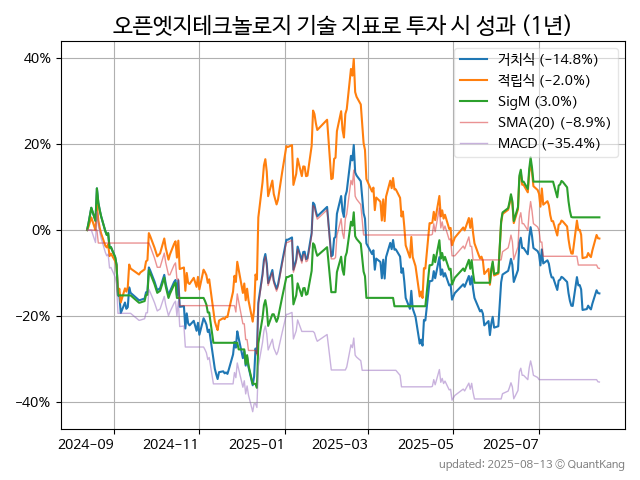 오픈엣지테크놀로지 기술 지표로 투자 시 성과 (1년)
거치식 (−14.8%)
적립식 (−2.0%)
SigM (3.0%)
SMA(20) (−8.9%)
MACD (−35.4%)
40%
20%
0%
−20%
−40%
2024-09 2024-11 2025-01 2025-03 2025-05 2025-07
updated: 2025-08-13 © QuantKang